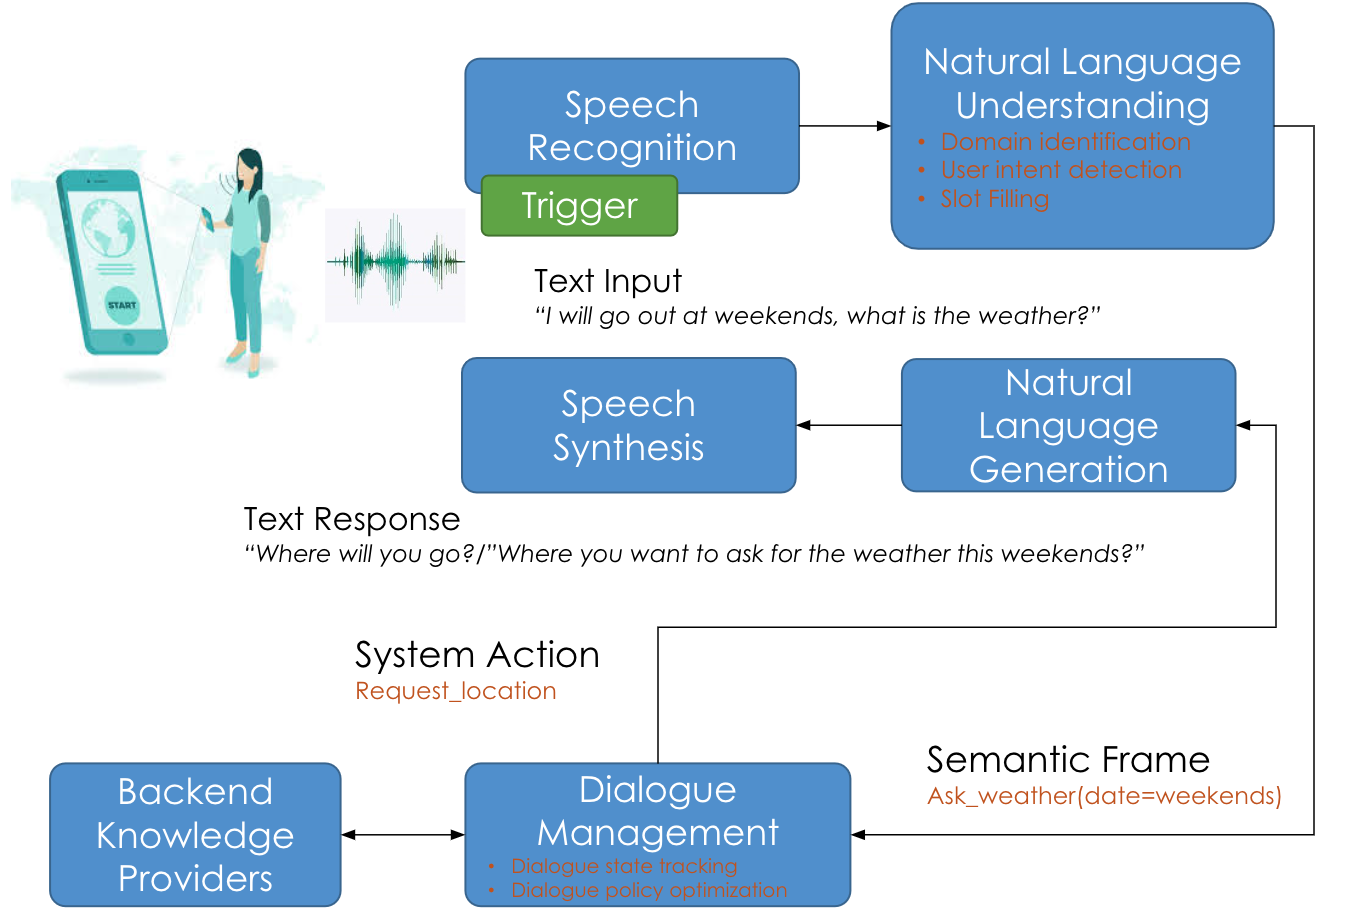 Speech
Recognition
Trigger
Natural Language
Understanding
• Domain identification
• User intent detection
• Slot Filling
START
Text Input
“I will go out at weekends, what is the weather?”
Speech
Synthesis
Natural
Language
Generation
Text Response
“Where will you go?/”Where you want to ask for the weather this weekends?”
System Action
Request_location
Semantic Frame
Ask_weather(date=weekends)
Backend
Knowledge
Providers
Dialogue
Management
• Dialogue state tracking
• Dialogue policy optimization